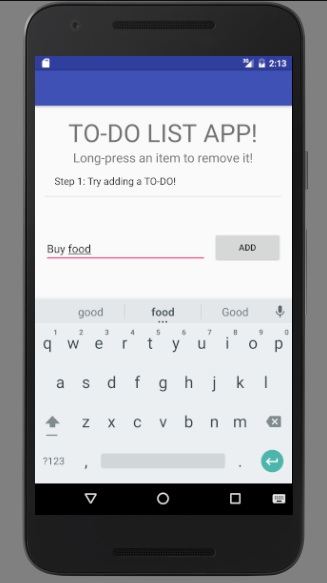 3G 2:13
TO-DO LIST APP!
Long-press an item to remove it!
Step 1: Try adding a TO-DO!
Buy food ADD
good food Good
1 2 3 4 5 6 7 8 9 0
q w e r t y u i o p
a s d f g h j k l
z x c v b n m
?123 , .